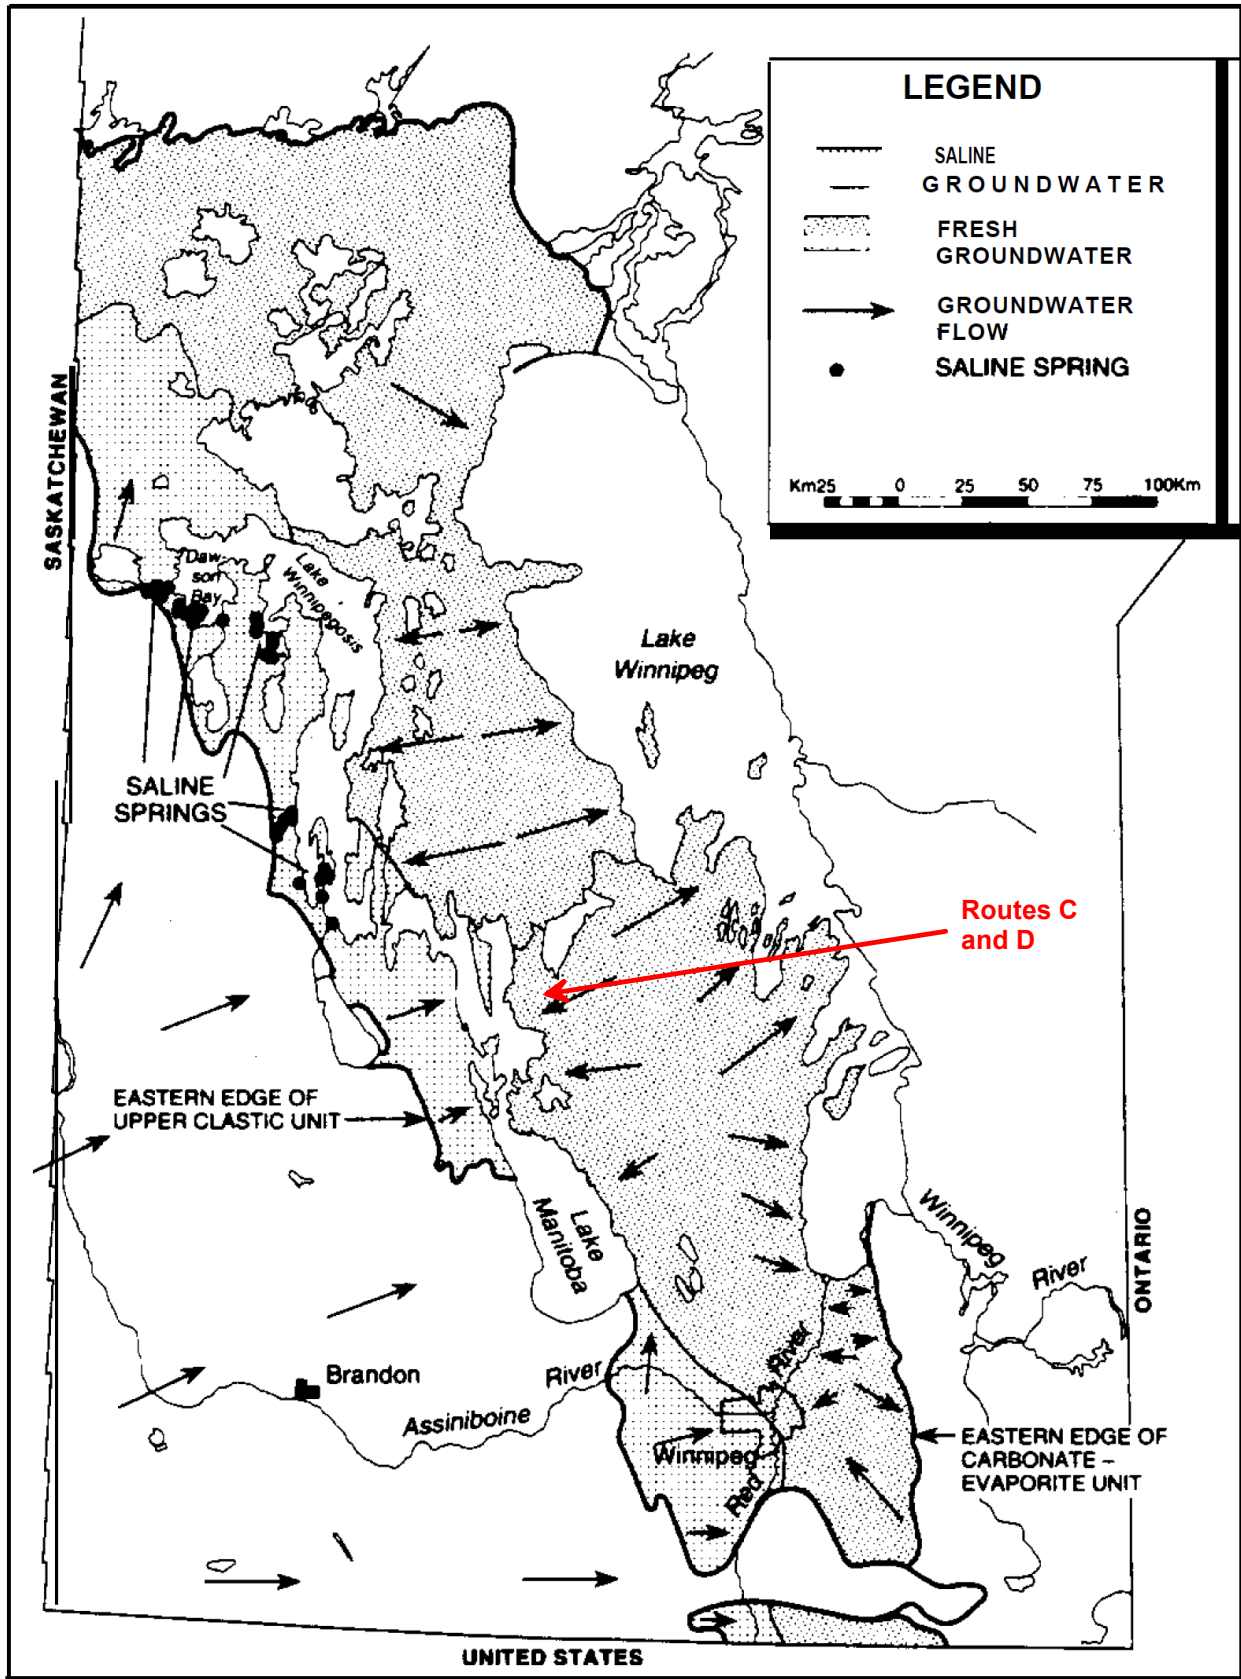 LEGEND
SALINE
GROUNDWATER
FRESH
GROUNDWATER
GROUNDWATER
FLOW
SALINE SPRING
Km25 0 25 50 75 100Km
SASKATCHEWAN
Daw-
son
Bay
Lake
Winnipegosis
Lake
Winnipeg
SALINE
SPRINGS
Routes C
and D
EASTERN EDGE OF
UPPER CLASTIC UNIT
Lake
Manitoba
Winnipeg
River
ONTARIO
River
Brandon
River
Assiniboine
Winnipeg
Red
EASTERN EDGE OF
CARBONATE –
EVAPORITE UNIT
UNITED STATES